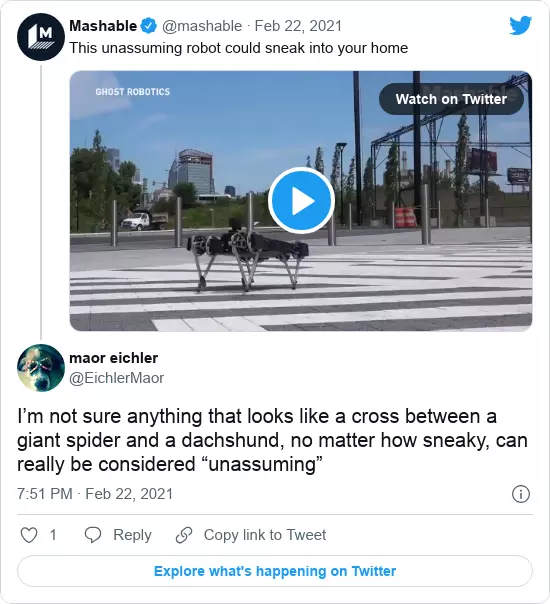 Mashable @mashable · Feb 22, 2021
This unassuming robot could sneak into your home
GHOST ROBOTICS
Watch on Twitter
maor eichler
@EichlerMaor
I’m not sure anything that looks like a cross between a
giant spider and a dachshund, no matter how sneaky, can
really be considered “unassuming”
7:51 PM · Feb 22, 2021
1 Reply Copy link to Tweet
Explore what's happening on Twitter